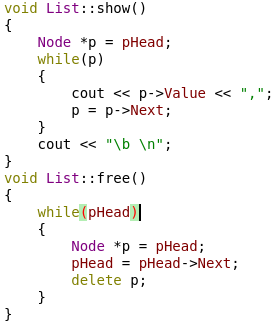 void List::show()
{
    Node *p = pHead;
    while(p)
    {
        cout << p->Value << ",";
        p = p->Next;
    }
    cout << "\b \n";
}
void List::free()
{
    while(pHead)
    {
        Node *p = pHead;
        pHead = pHead->Next;
        delete p;
    }
}